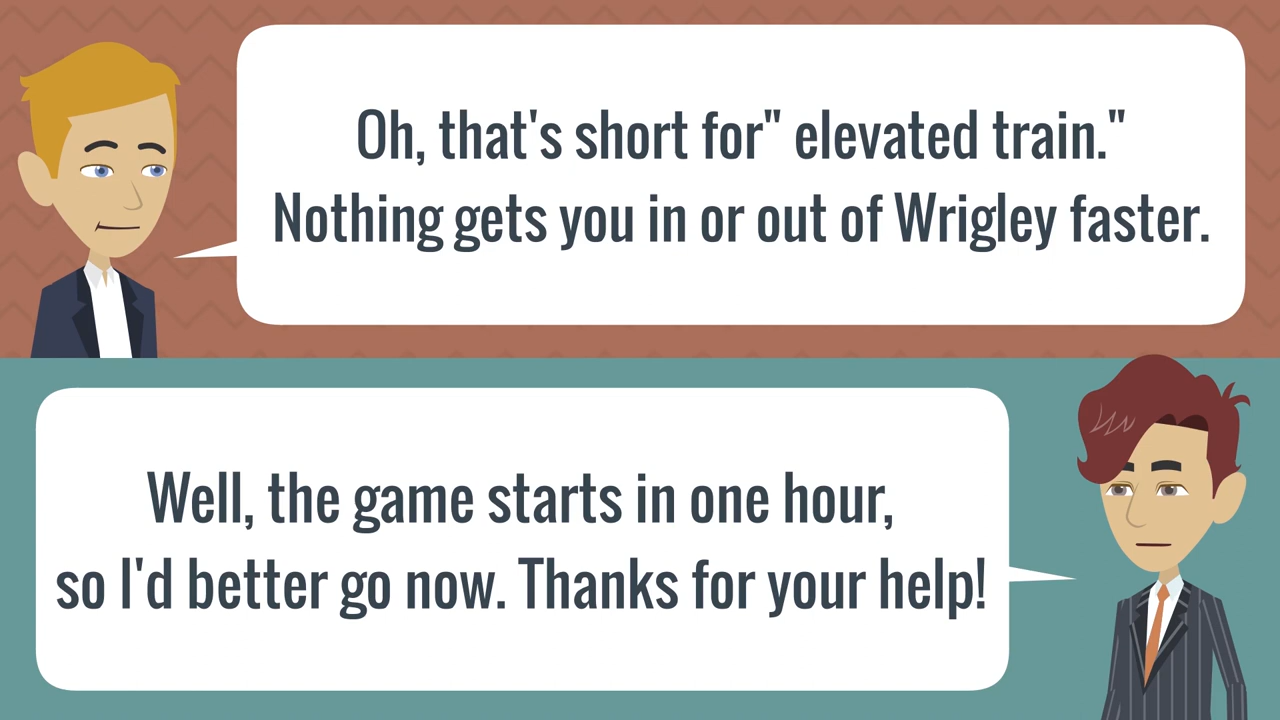 Oh, that's short for" elevated train."
Nothing gets you in or out of Wrigley faster.
Well, the game starts in one hour,
so I'd better go now. Thanks for your help!